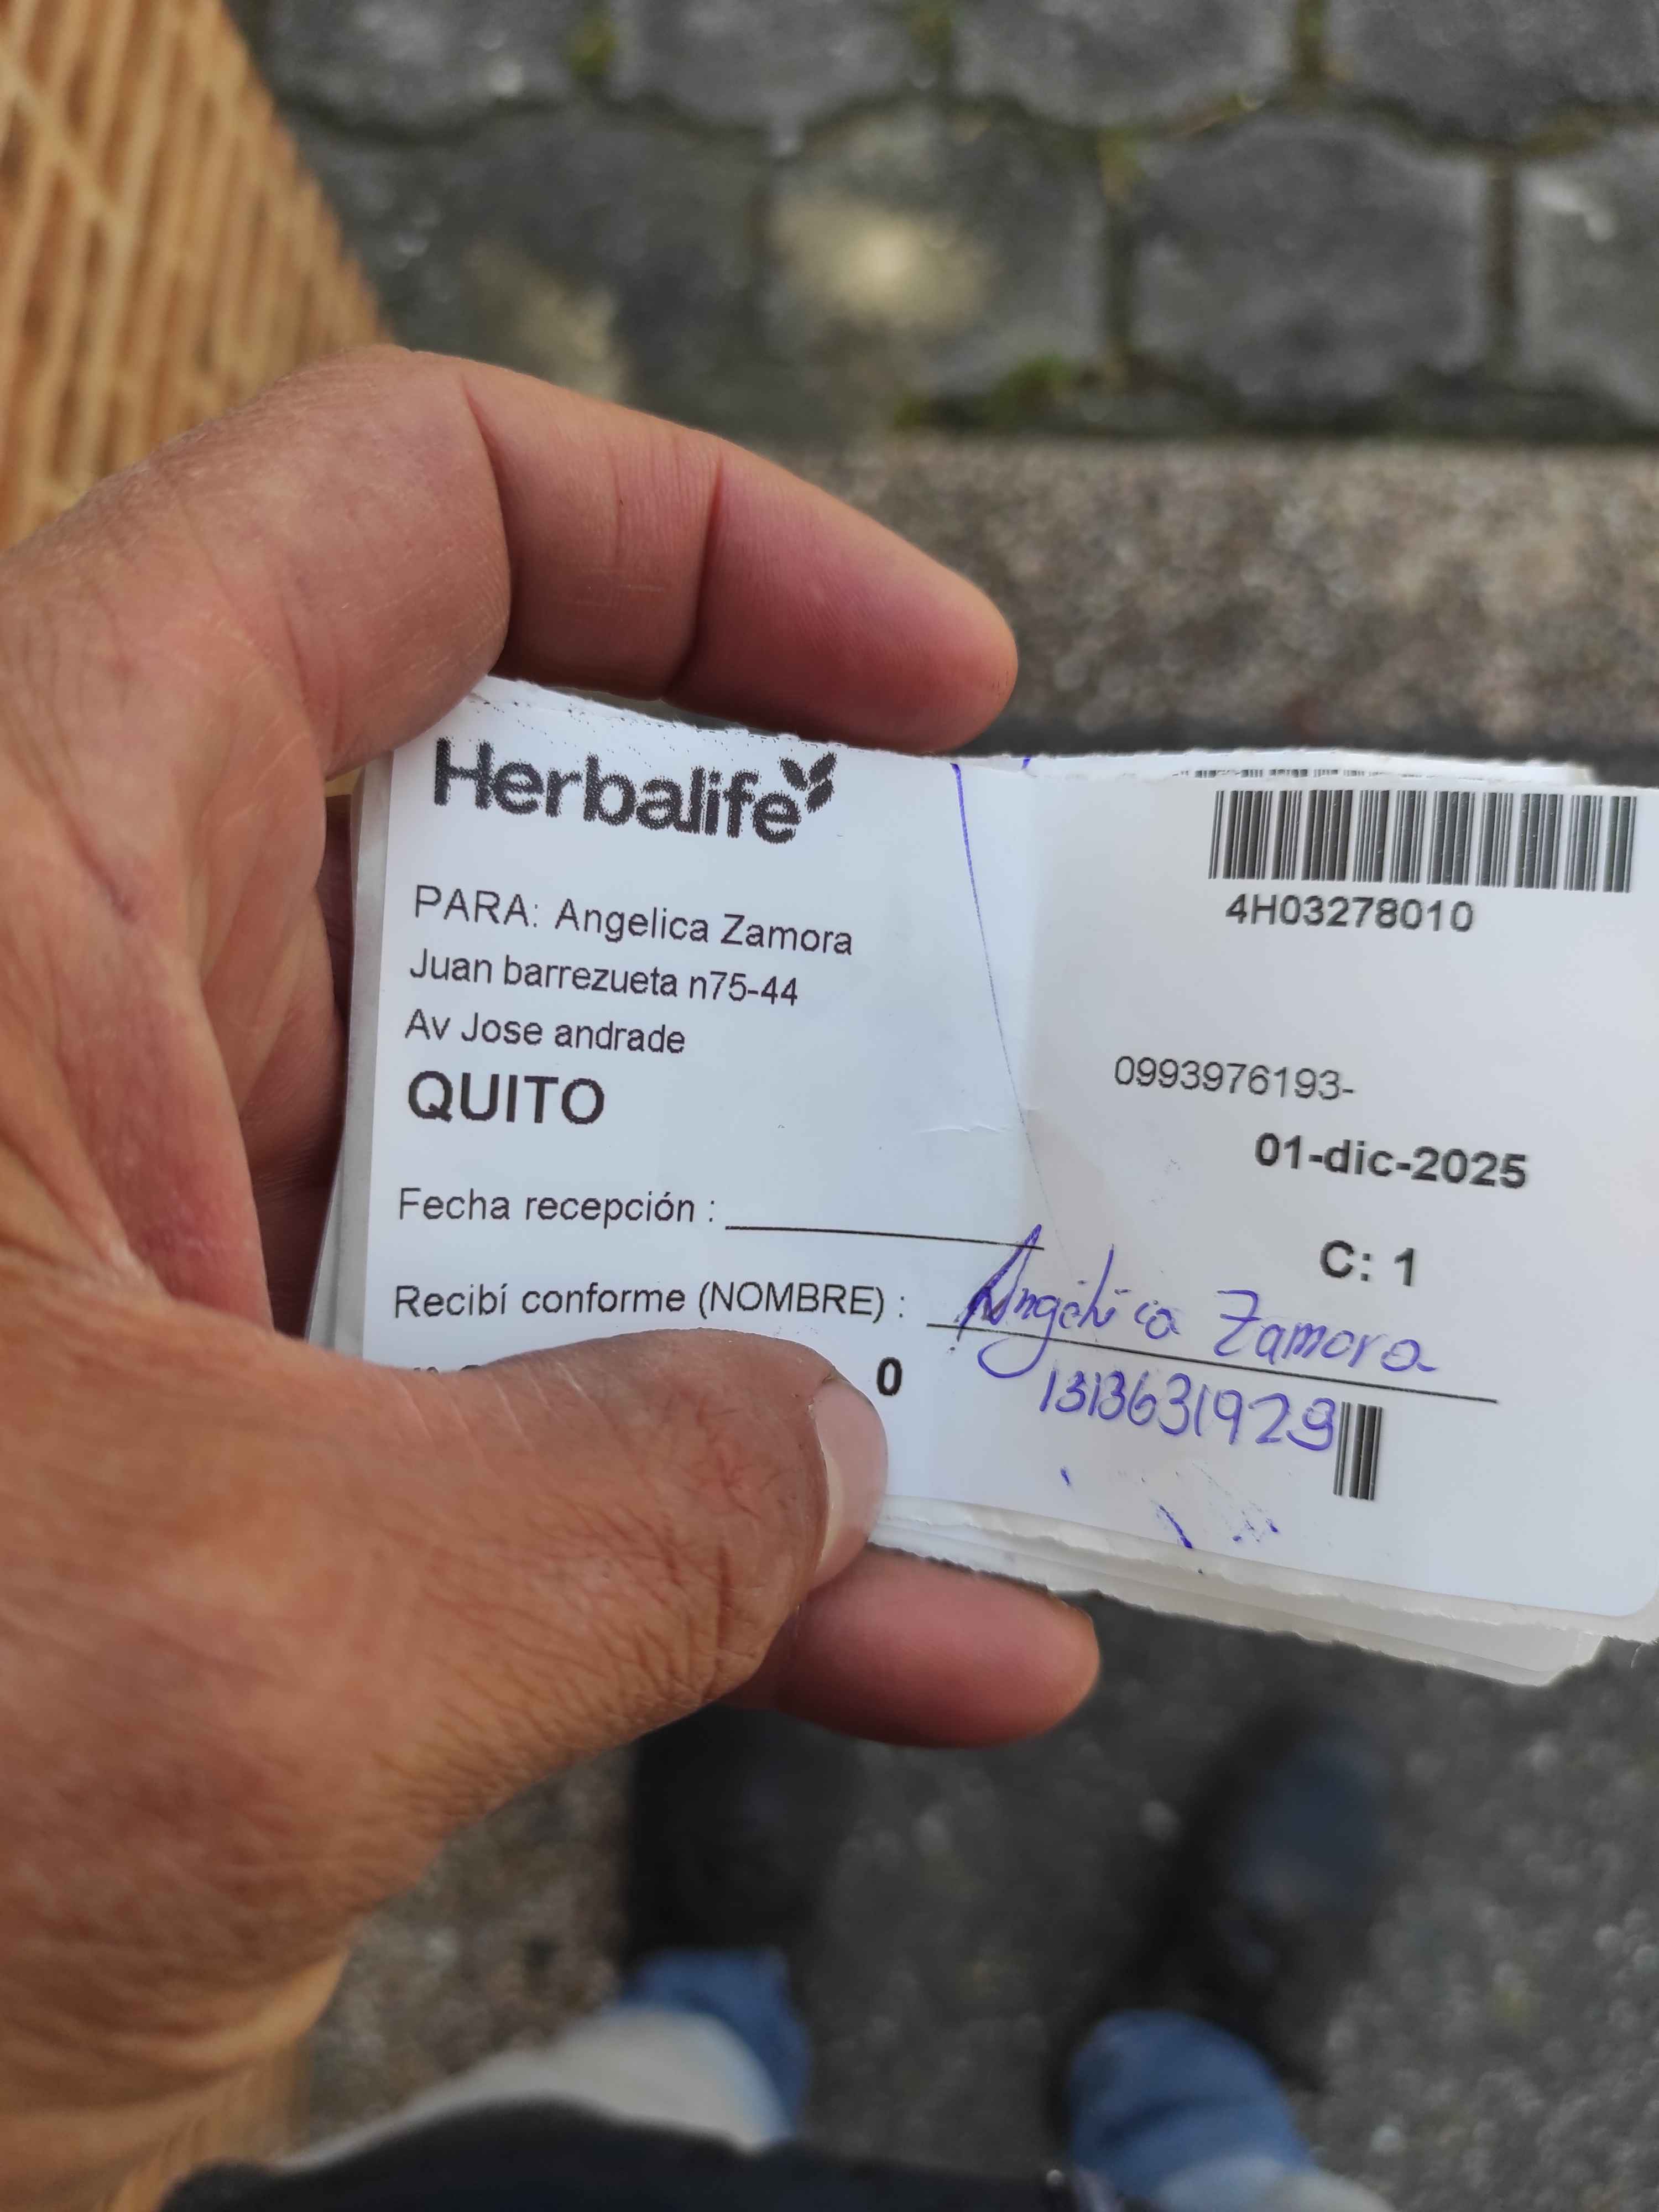 Herbalife
4H03278010
PARA: Angelica Zamora
Juan barrezueta n75-44
Av Jose andrade
QUITO
0993976193-
01-dic-2025
Fecha recepción :
C: 1
Recibí conforme (NOMBRE) : Angélica Zamora
0
1313631929